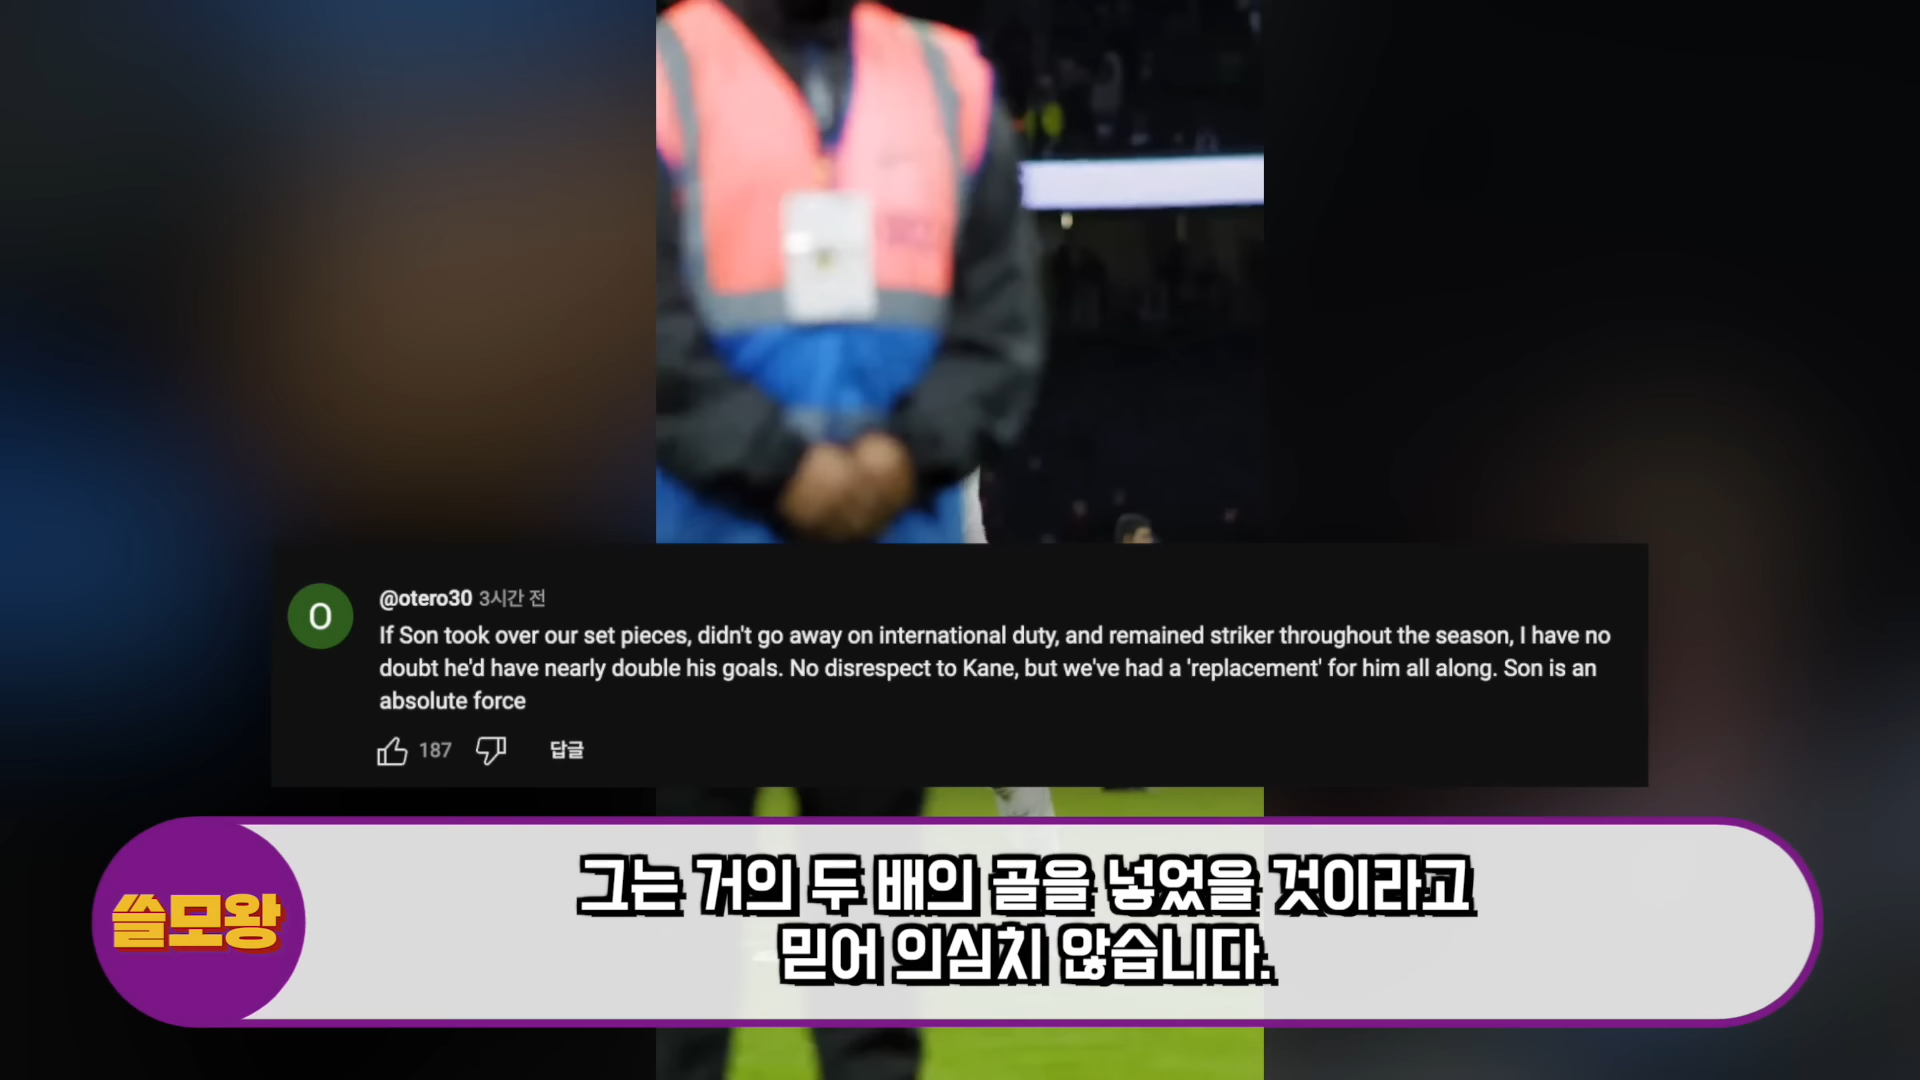 @otero30 3시간 전
If Son took over our set pieces, didn't go away on international duty, and remained striker throughout the season, I have no
doubt he'd have nearly double his goals. No disrespect to Kane, but we've had a 'replacement' for him all along. Son is an
absolute force
187 답글
쓸모왕
그는 거의 두 배의 골을 넣었을 것이라고
믿어 의심치 않습니다.